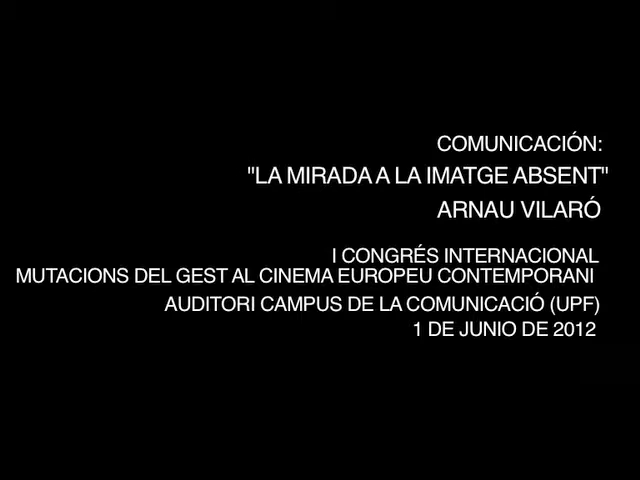 COMUNICACIÓN:
"LA MIRADA A LA IMATGE ABSENT"
ARNAU VILARÓ
I CONGRÉS INTERNACIONAL
MUTACIONS DEL GEST AL CINEMA EUROPEU CONTEMPORANI
AUDITORI CAMPUS DE LA COMUNICACIÓ (UPF)
1 DE JUNIO DE 2012